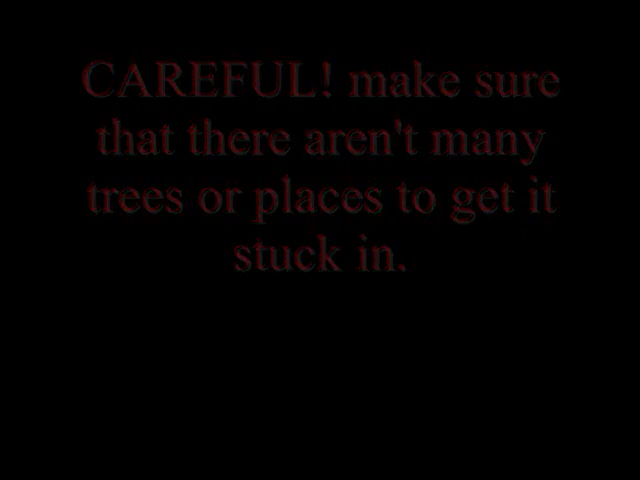 CAREFUL! make sure
that there aren't many
trees or places to get it
stuck in.